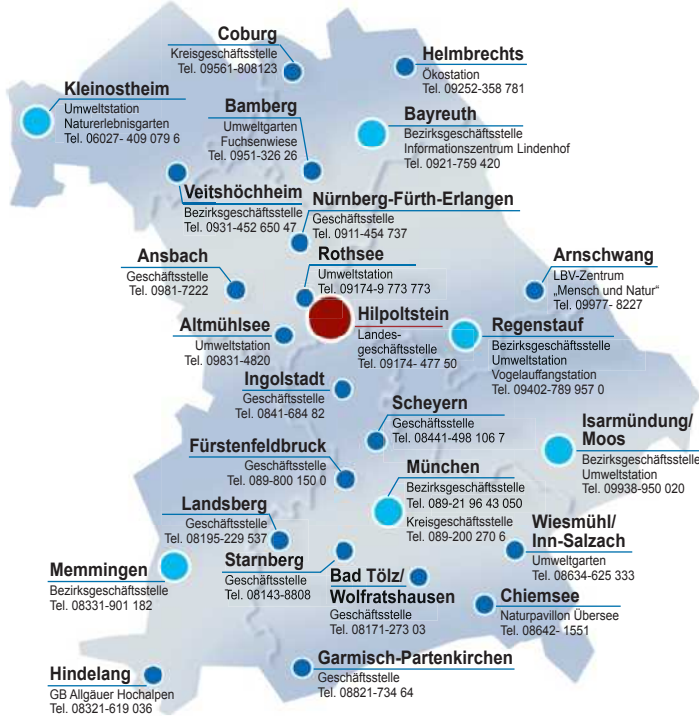 Coburg
Kreisgeschäftsstelle
Tel. 09561-808123
Helmbrechts
Ökostation
Tel. 09252-358 781
Kleinostheim
Umweltstation
Naturerlebnisgarten
Tel. 06027- 409 079 6
Bamberg
Umweltgarten
Fuchsenwiese
Tel. 0951-326 26
Bayreuth
Bezirksgeschäftsstelle
Informationszentrum Lindenhof
Tel. 0921-759 420
Veitshöchheim
Bezirksgeschäftsstelle
Tel. 0931-452 650 47
Nürnberg-Fürth-Erlangen
Geschäftsstelle
Tel. 0911-454 737
Ansbach
Geschäftsstelle
Tel. 0981-7222
Rothsee
Umweltstation
Tel. 09174-9 773 773
Arnschwang
LBV-Zentrum
„Mensch und Natur“
Tel. 09977- 8227
Altmühlsee
Umweltstation
Tel. 09831-4820
Hilpoltstein
Landes-
geschäftsstelle
Tel. 09174- 477 50
Regenstauf
Bezirksgeschäftsstelle
Umweltstation
Vogelauffangstation
Tel. 09402-789 957 0
Ingolstadt
Geschäftsstelle
Tel. 0841-684 82
Scheyern
Geschäftsstelle
Tel. 08441-498 106 7
Isarmündung/
Moos
Bezirksgeschäftsstelle
Umweltstation
Tel. 09938-950 020
Fürstenfeldbruck
Geschäftsstelle
Tel. 089-800 150 0
München
Bezirksgeschäftsstelle
Tel. 089-21 96 43 050
Kreisgeschäftsstelle
Tel. 089-200 270 6
Landsberg
Geschäftsstelle
Tel. 08195-229 537
Starnberg
Geschäftsstelle
Tel. 08143-8808
Wiesmühl/
Inn-Salzach
Umweltgarten
Tel. 08634-625 333
Memmingen
Bezirksgeschäftsstelle
Tel. 08331-901 182
Bad Tölz/
Wolfratshausen
Geschäftsstelle
Tel. 08171-273 03
Chiemsee
Naturpavillon Übersee
Tel. 08642- 1551
Hindelang
GB Allgäuer Hochalpen
Tel. 08321-619 036
Garmisch-Partenkirchen
Geschäftsstelle
Tel. 08821-734 64